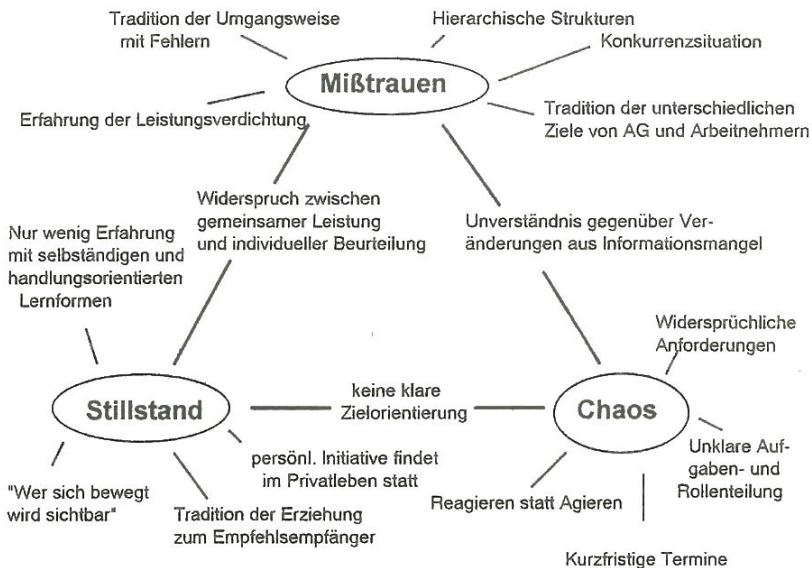 Tradition der Umgangsweise
mit Fehlern
Hierarchische Strukturen
Konkurrenzsituation
Mißtrauen
Erfahrung der Leistungsverdichtung
Tradition der unterschiedlichen
Ziele von AG und Arbeitnehmern
Widerspruch zwischen
gemeinsamer Leistung
und individueller Beurteilung
Unverständnis gegenüber Ver-
änderungen aus Informationsmangel
Nur wenig Erfahrung
mit selbständigen und
handlungsorientierten
Lernformen
Widersprüchliche
Anforderungen
Stillstand
keine klare
Zielorientierung
Chaos
"Wer sich bewegt
wird sichtbar"
persönl. Initiative findet
im Privatleben statt
Tradition der Erziehung
zum Empfehlsempfänger
Reagieren statt Agieren
Unklare Auf-
gaben- und
Rollenteilung
Kurzfristige Termine